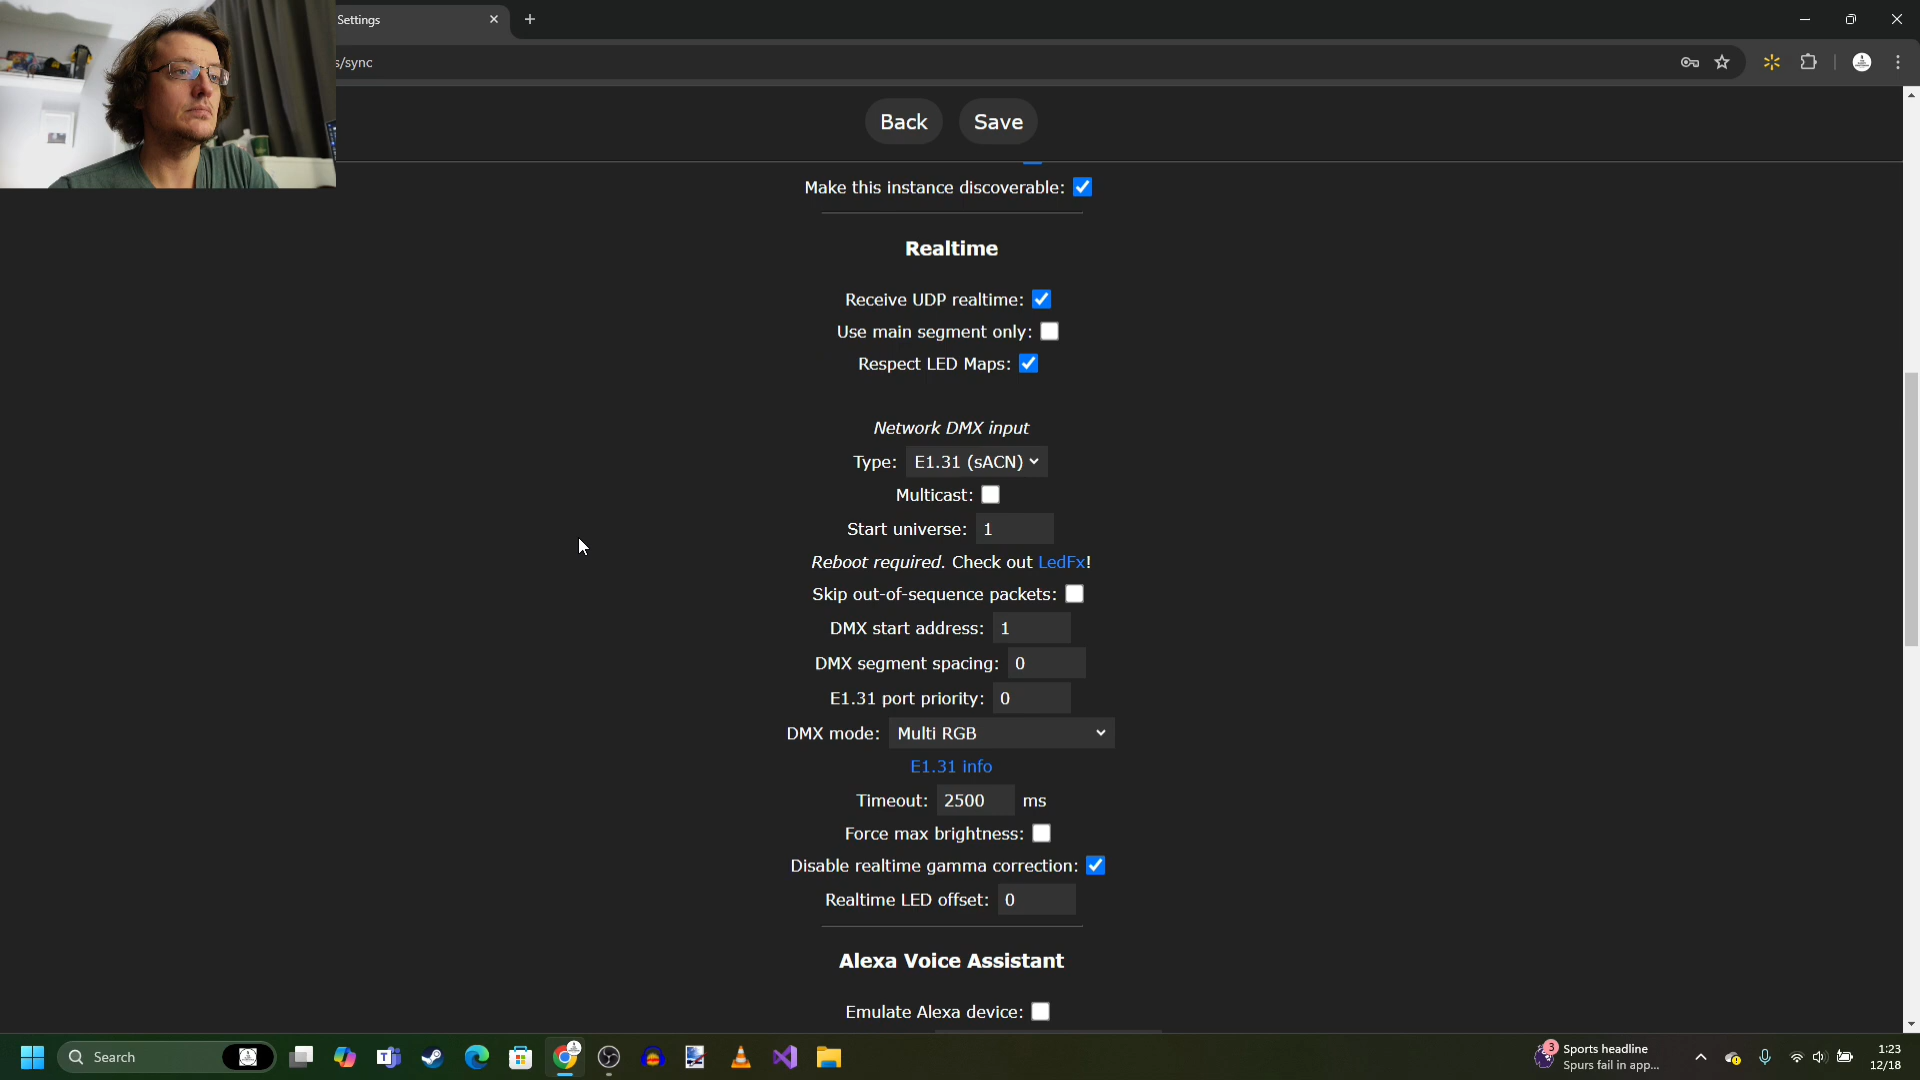 Settings
s/sync
Back
Save
Make this instance discoverable:
Realtime
Receive UDP realtime:
Use main segment only:
Respect LED Maps:
Network DMX input
Type: E1.31 (sACN)
Multicast:
Start universe: 1
Reboot required. Check out LedFx!
Skip out-of-sequence packets:
DMX start address: 1
DMX segment spacing: 0
E1.31 port priority: 0
DMX mode: Multi RGB
E1.31 info
Timeout: 2500 ms
Force max brightness:
Disable realtime gamma correction:
Realtime LED offset: 0
Alexa Voice Assistant
Emulate Alexa device:
Search
3
Sports headline
Spurs fail in app...
1:23
12/18